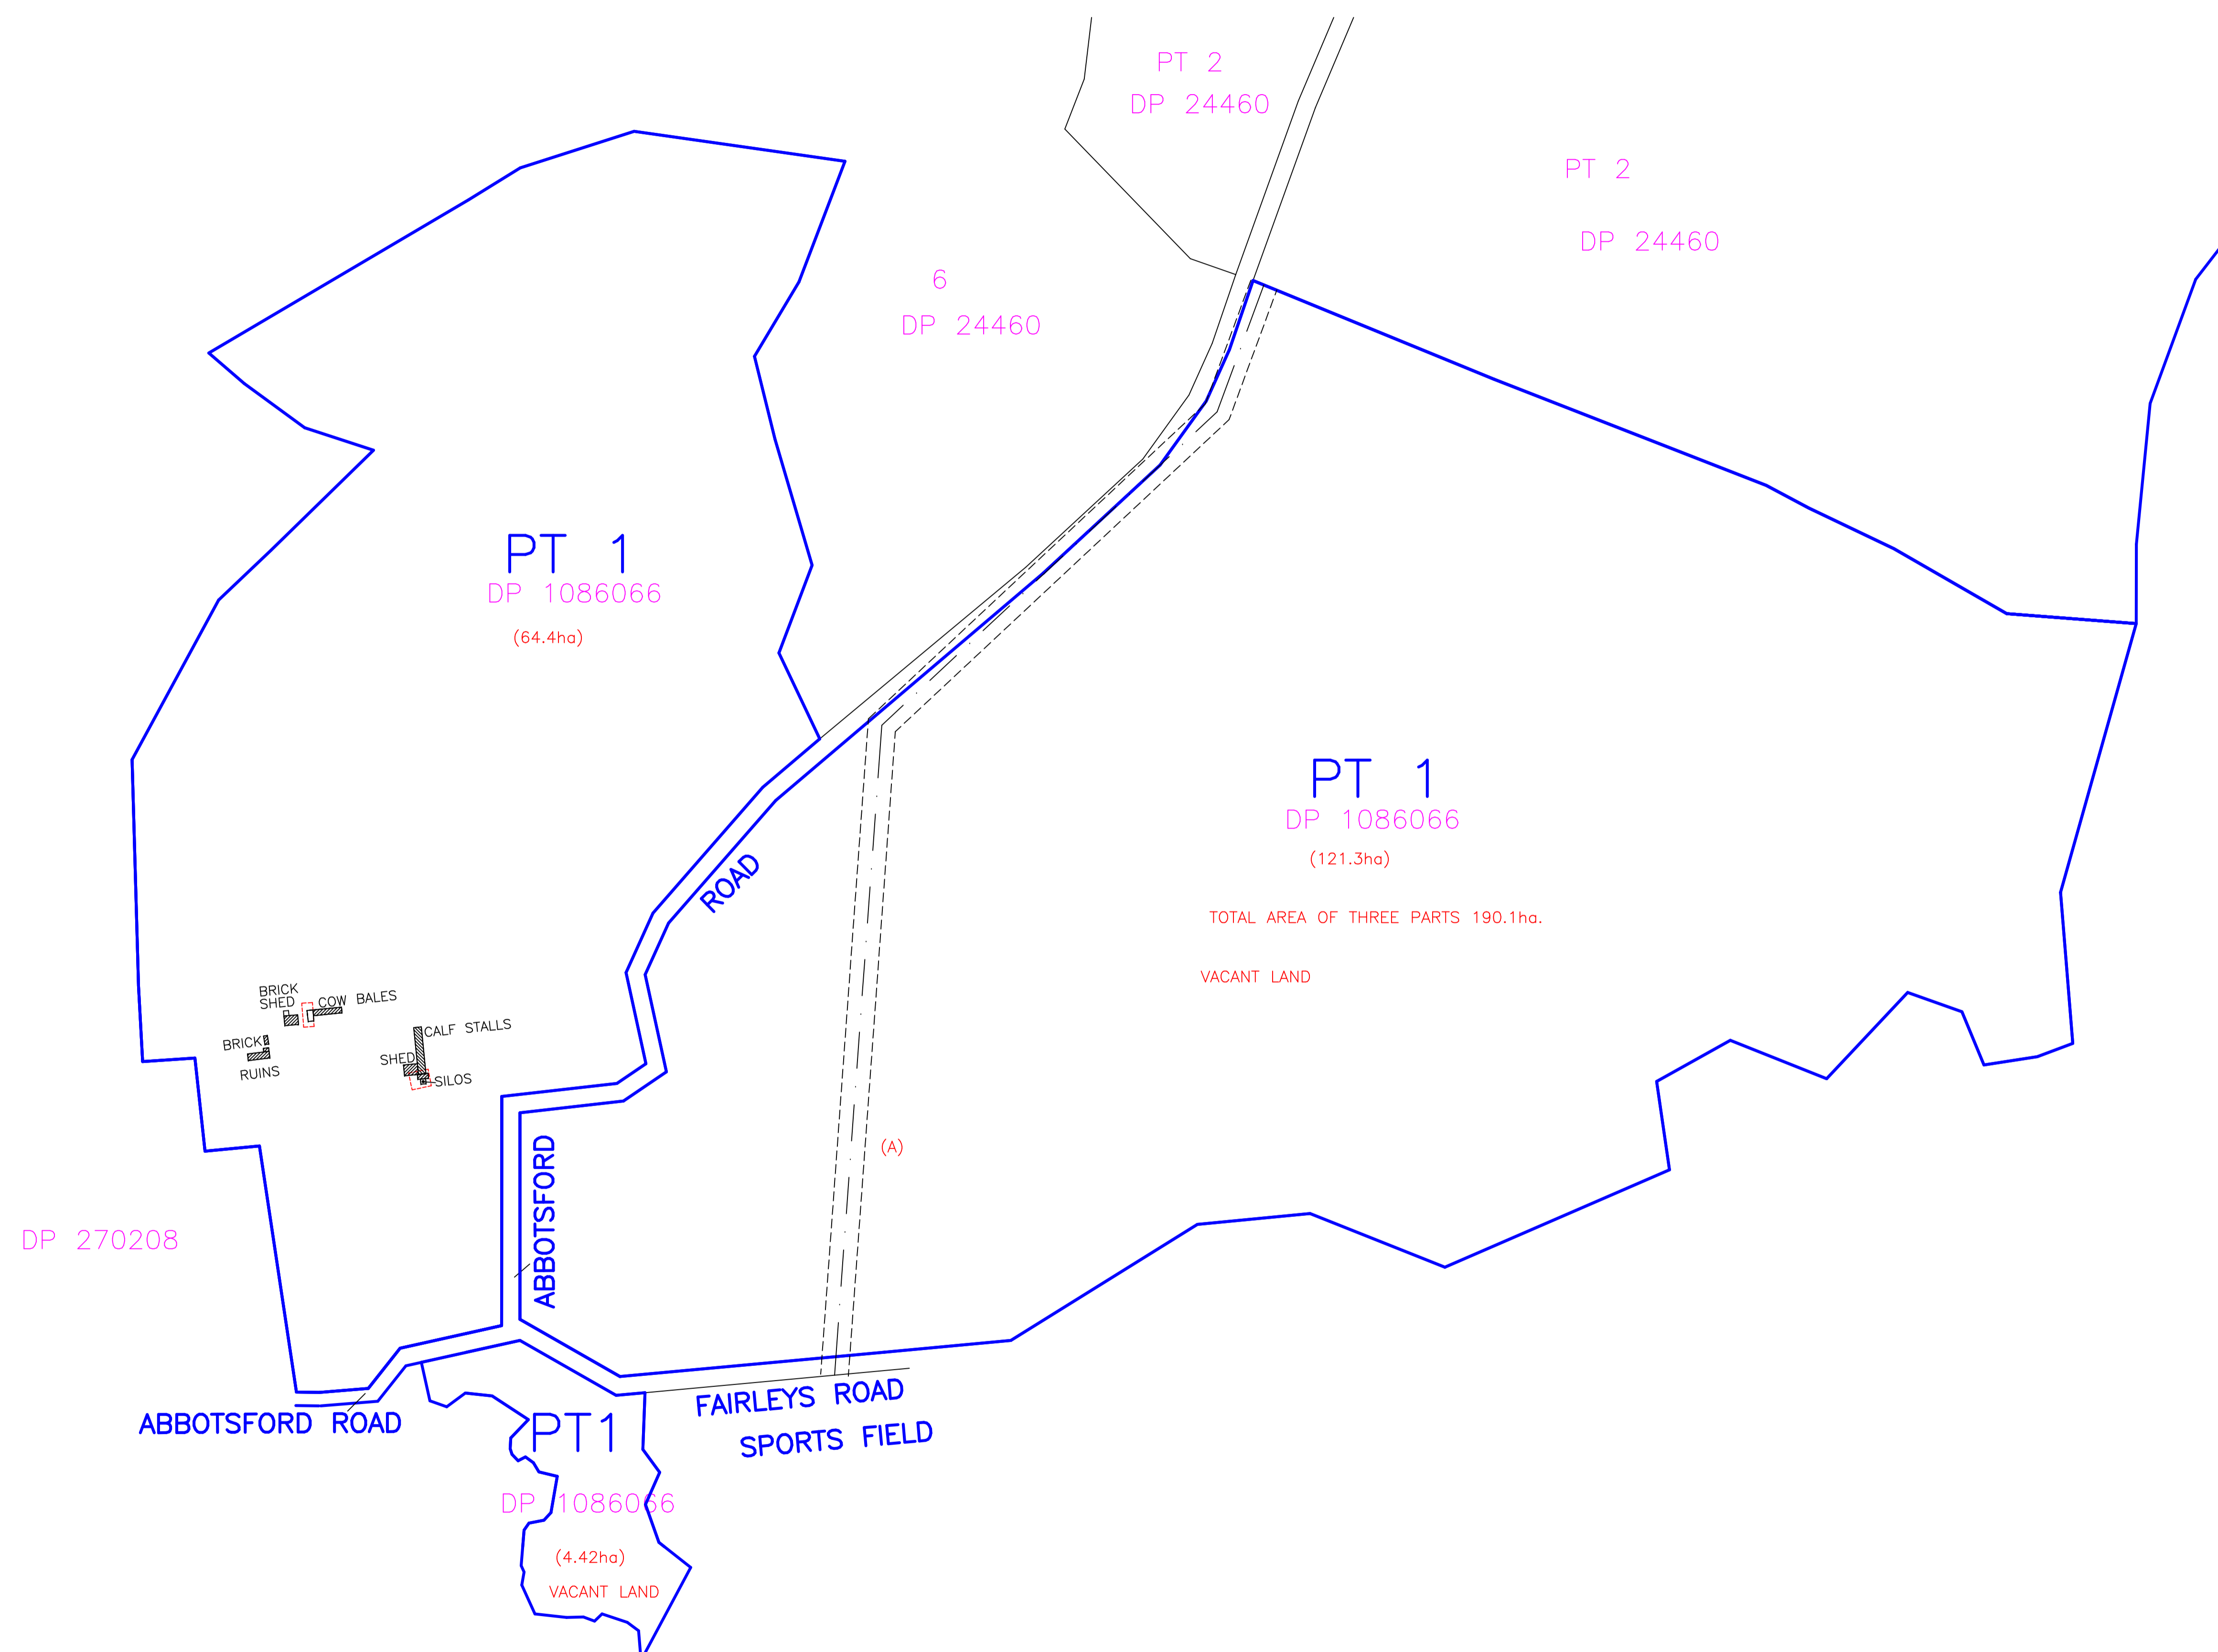 PT 2
DP 24460
PT 2
DP 24460
6
DP 24460
PT 1
DP 1086066
(64.4ha)
PT 1
DP 1086066
(121.3ha)
TOTAL AREA OF THREE PARTS 190.1ha.
VACANT LAND
ROAD
BRICK
SHED
COW BALES
BRICK
RUINS
CALF STALLS
SHED
SILOS
(A)
ABBOTSFORD
DP 270208
ABBOTSFORD ROAD
FAIRLEYS ROAD
SPORTS FIELD
PT1
DP 1086066
(4.42ha)
VACANT LAND